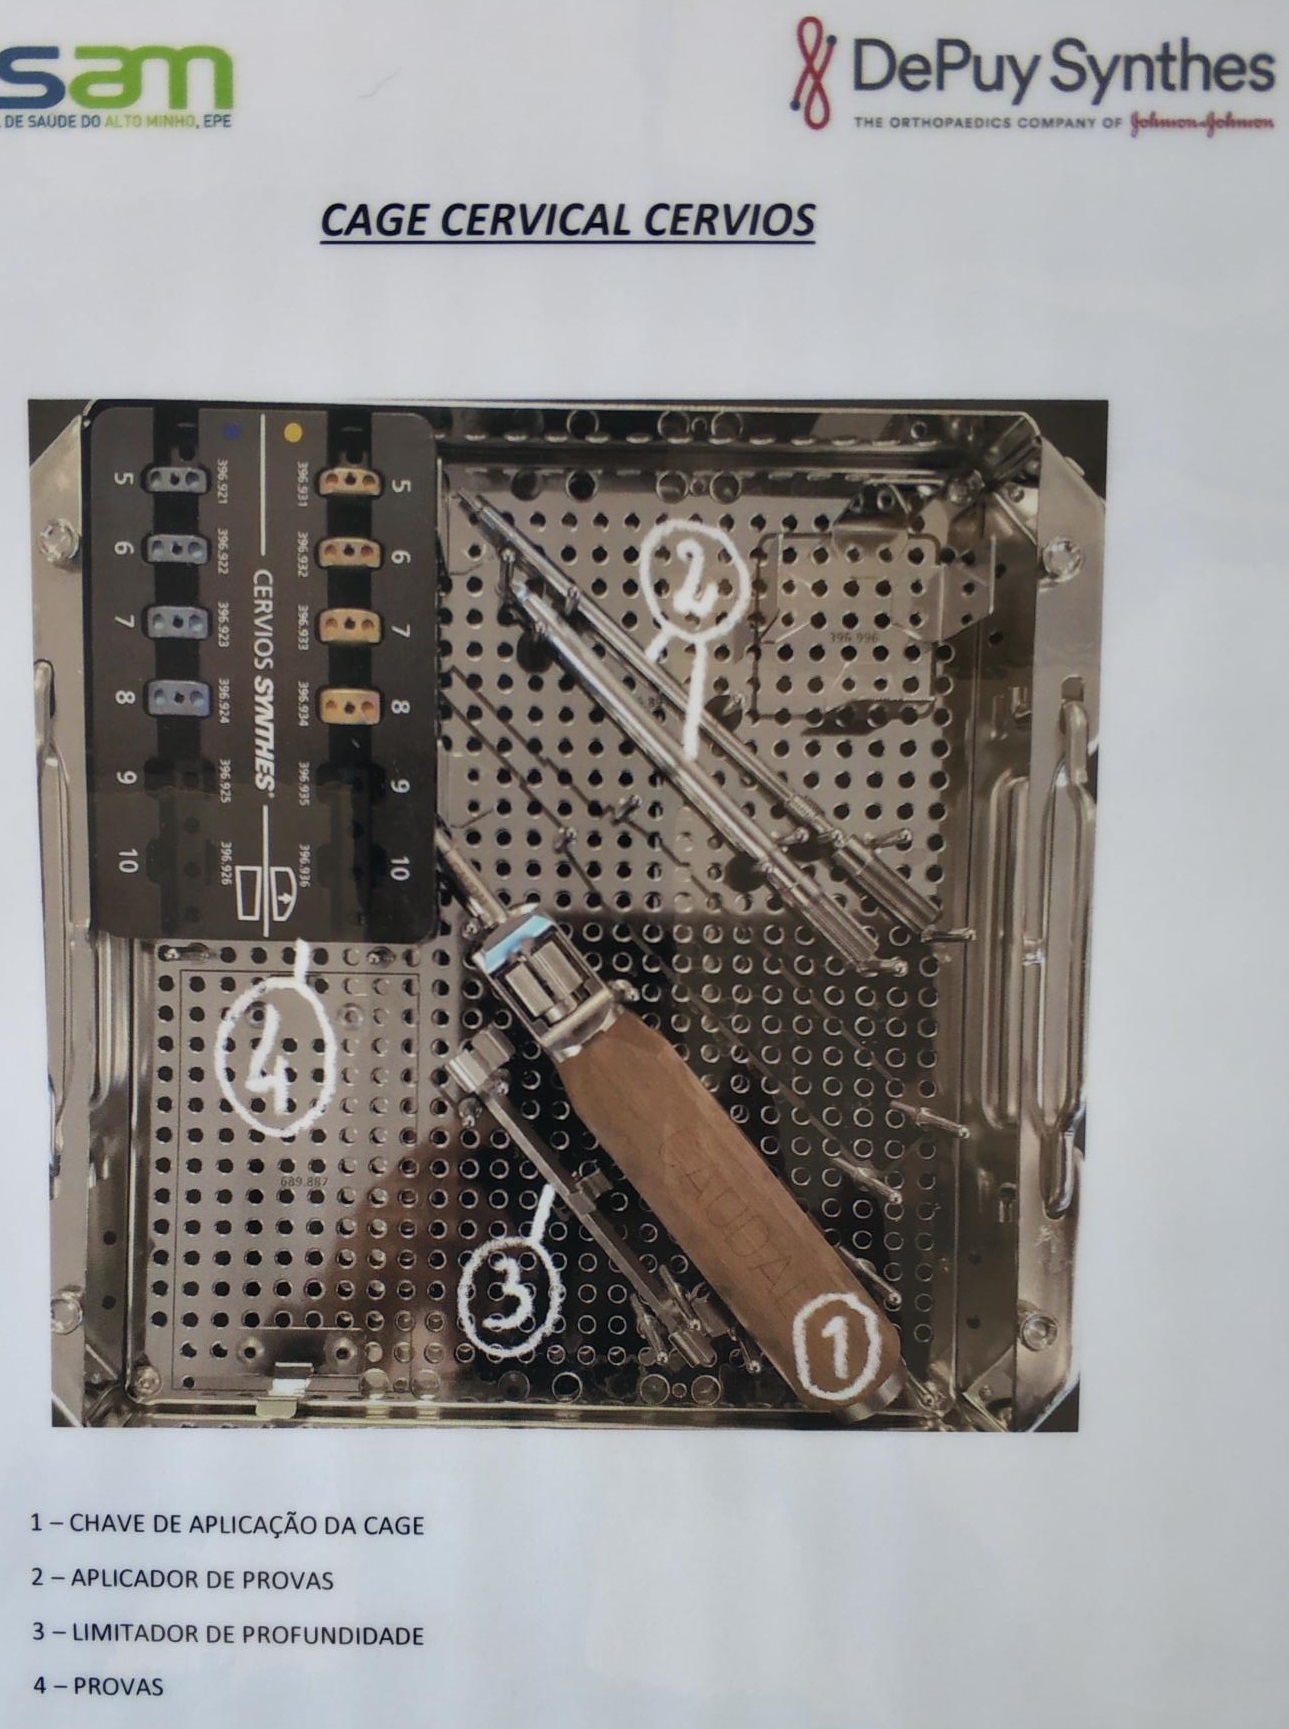 sam
DE SAÚDE DO ALTO MINHO, EPE
DePuy Synthes
THE ORTHOPAEDICS COMPANY OF Johnson & Johnson
CAGE CERVICAL CERVIOS
5 396.921 396.931 5
6 396.922 396.932 6
7 396.923 396.933 7
8 396.924 396.934 8
9 396.925 396.935 9
10 396.926 396.936 10
CERVIOS SYNTHES®
2
396.996
4
689.887
3
CAUDA
1
1 – CHAVE DE APLICAÇÃO DA CAGE
2 – APLICADOR DE PROVAS
3 – LIMITADOR DE PROFUNDIDADE
4 – PROVAS